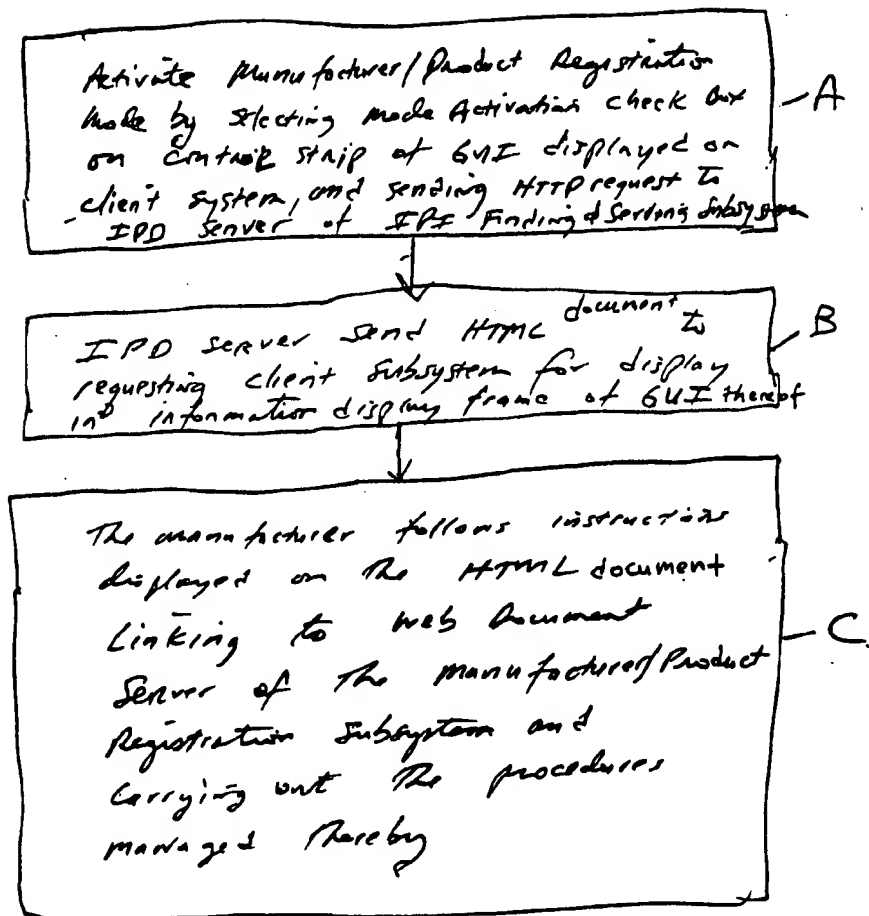 Activate Manufacturer/Product Registration
Mode by selecting mode Activation check box
on control strip of GUI displayed on
client system, and sending HTTP request to
IPD server of IPI Finding & Serving Subsystem
A
IPD server send HTML document to
requesting client subsystem for display
in information display frame of GUI thereof
B
The manufacturer follows instructions
displayed on the HTML document
Linking to web Document
Server of the manufacturer/Product
Registration Subsystem and
carrying out the procedures
managed thereby
C